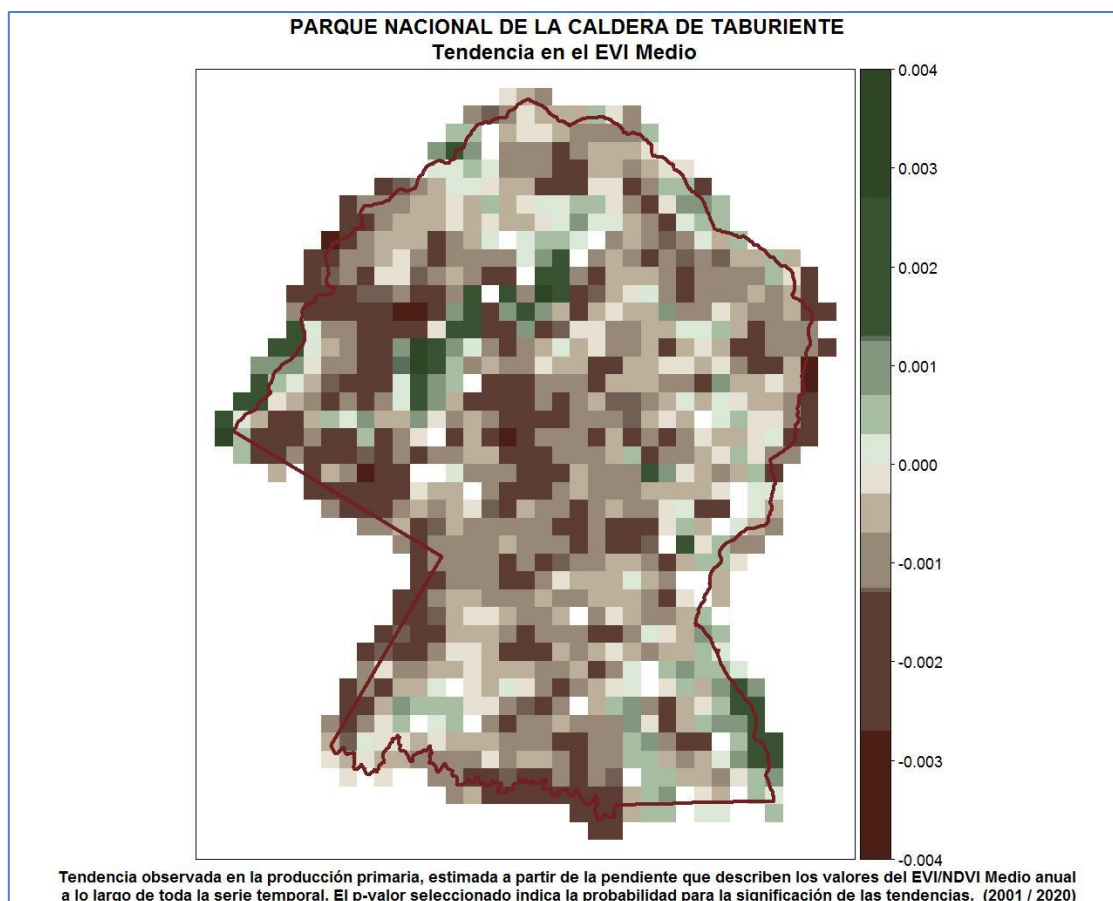 PARQUE NACIONAL DE LA CALDERA DE TABURIENTE
Tendencia en el EVI Medio
0.004
0.003
0.002
0.001
0.000
-0.001
-0.002
-0.003
-0.004
Tendencia observada en la producción primaria, estimada a partir de la pendiente que describen los valores del EVI/NDVI Medio anual
a lo largo de toda la serie temporal. El p-valor seleccionado indica la probabilidad para la significación de las tendencias. (2001 / 2020)